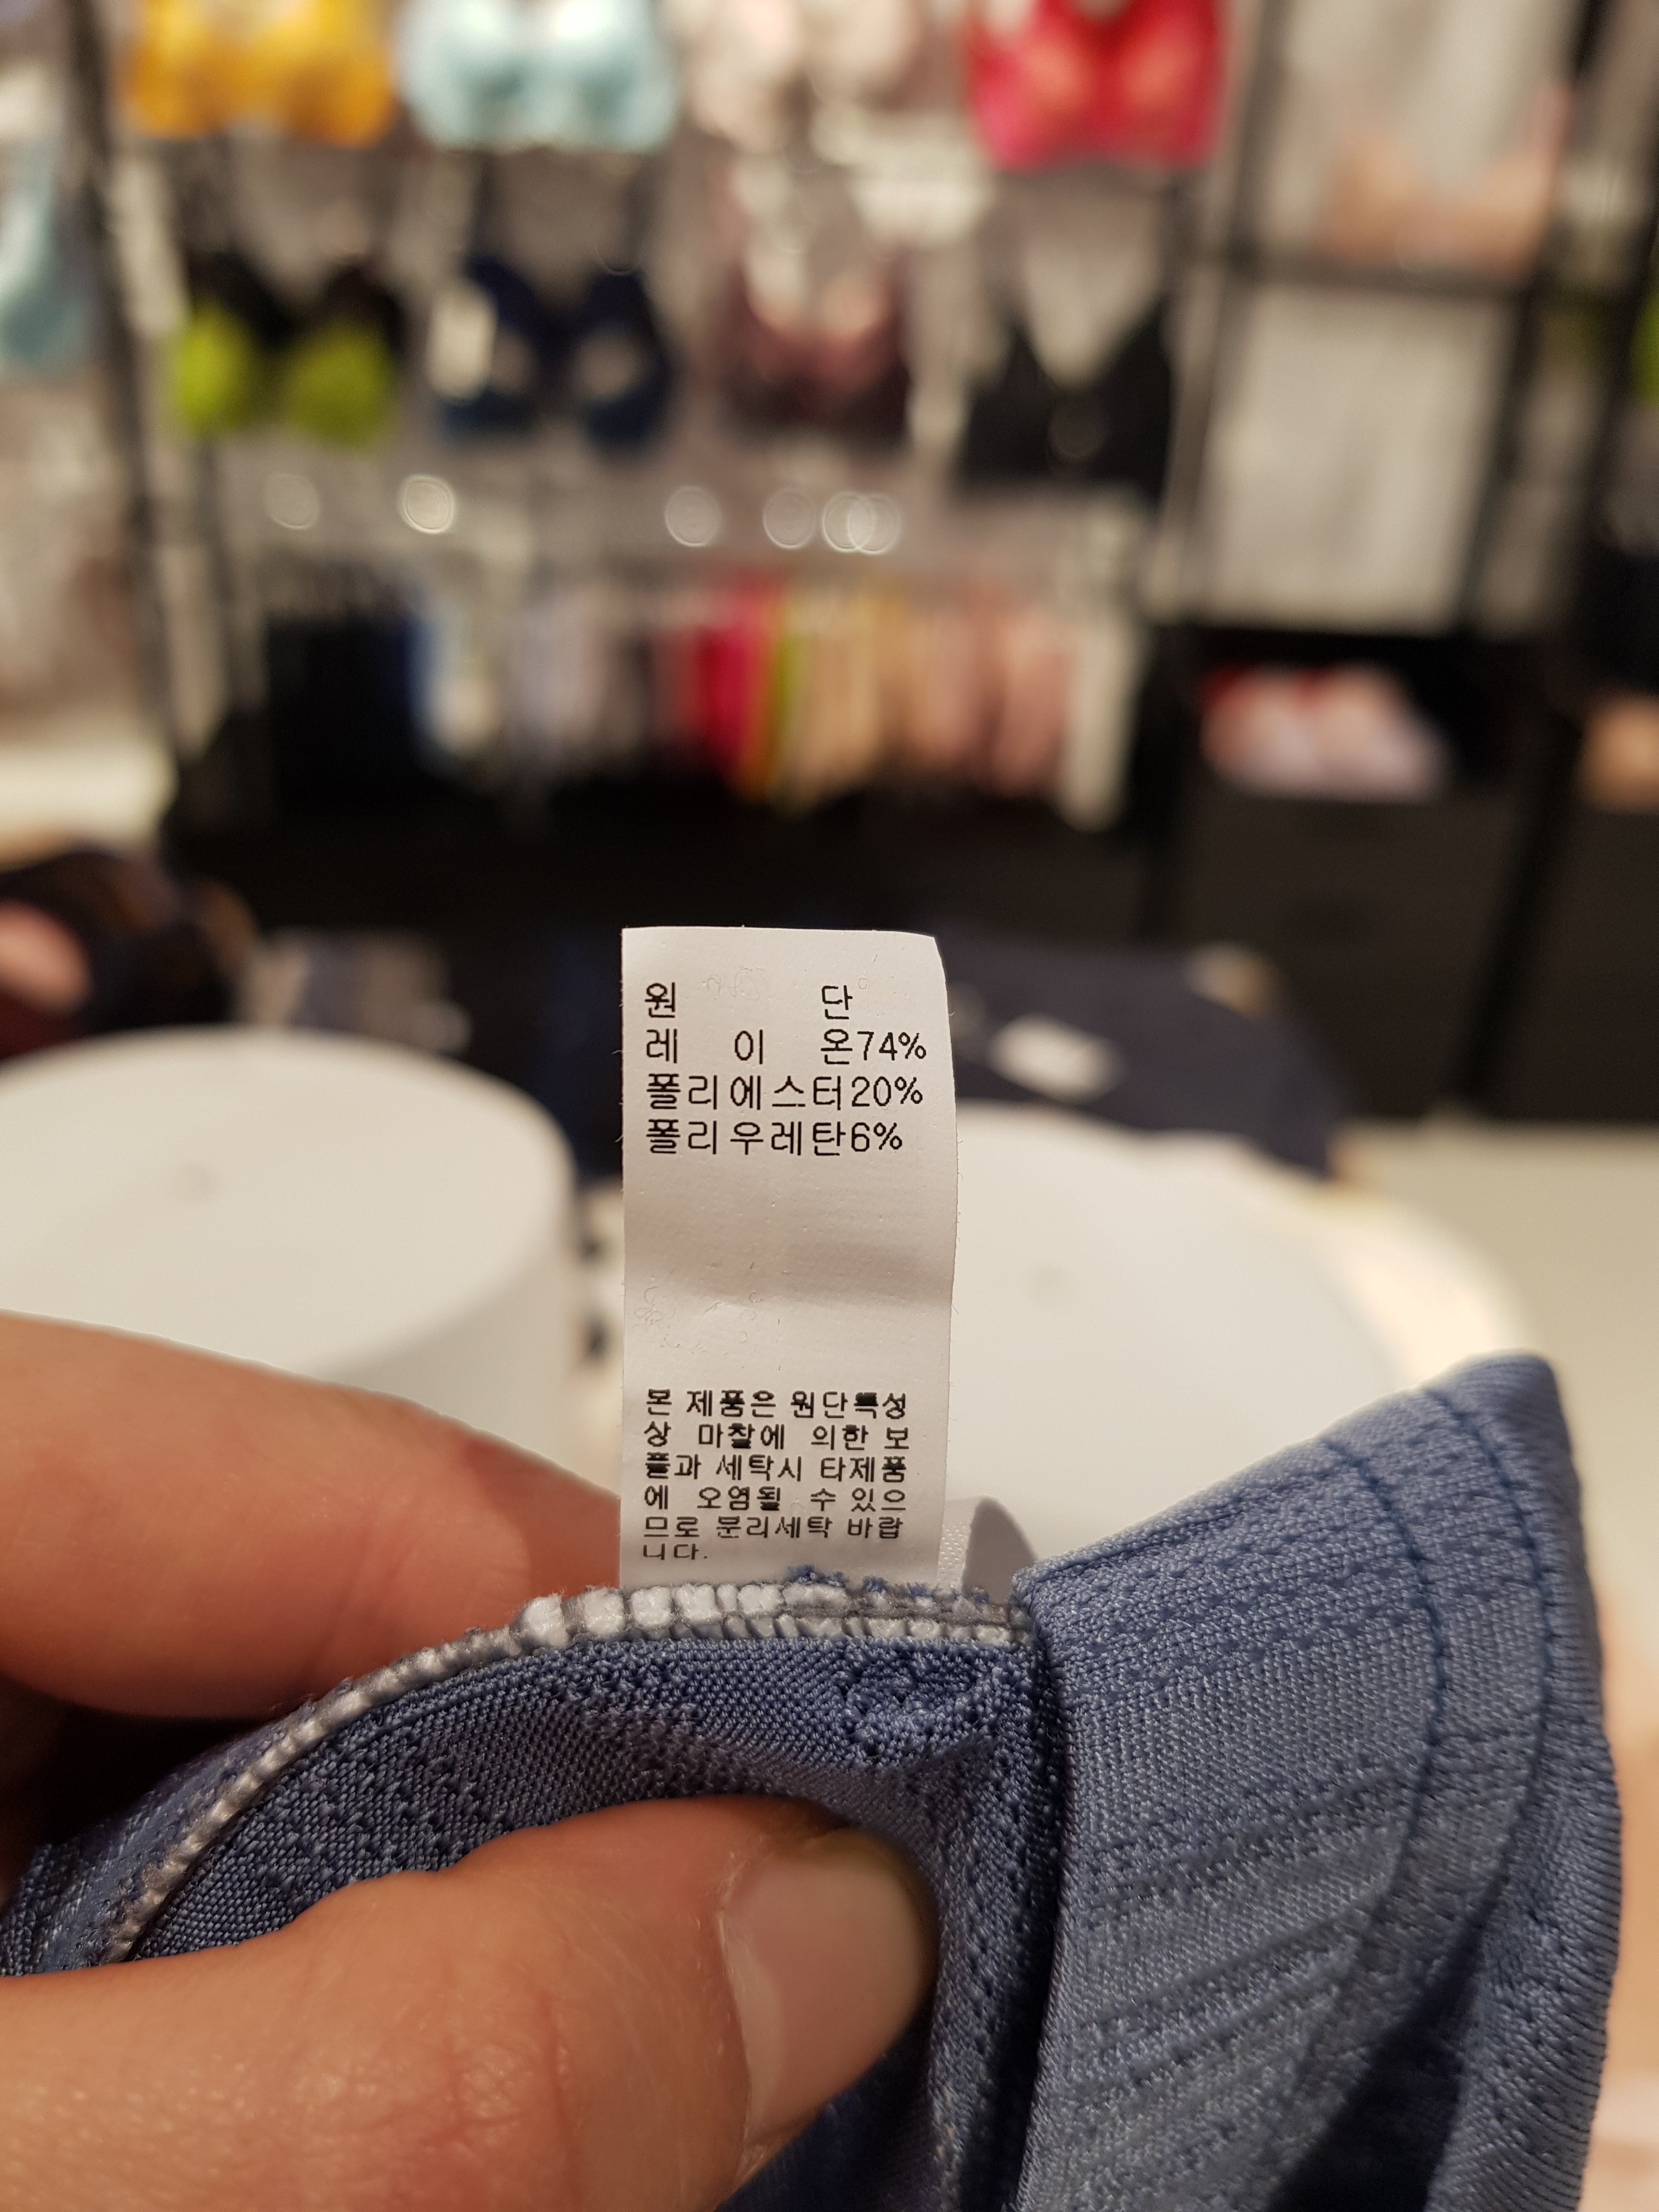 원 단
레 이 온74%
폴리에스터20%
폴리우레탄6%
본 제품은 원단특성
상 마찰에 의한 보
플과 세탁시 타제품
에 오염될 수 있으
므로 분리세탁 바랍
니다.